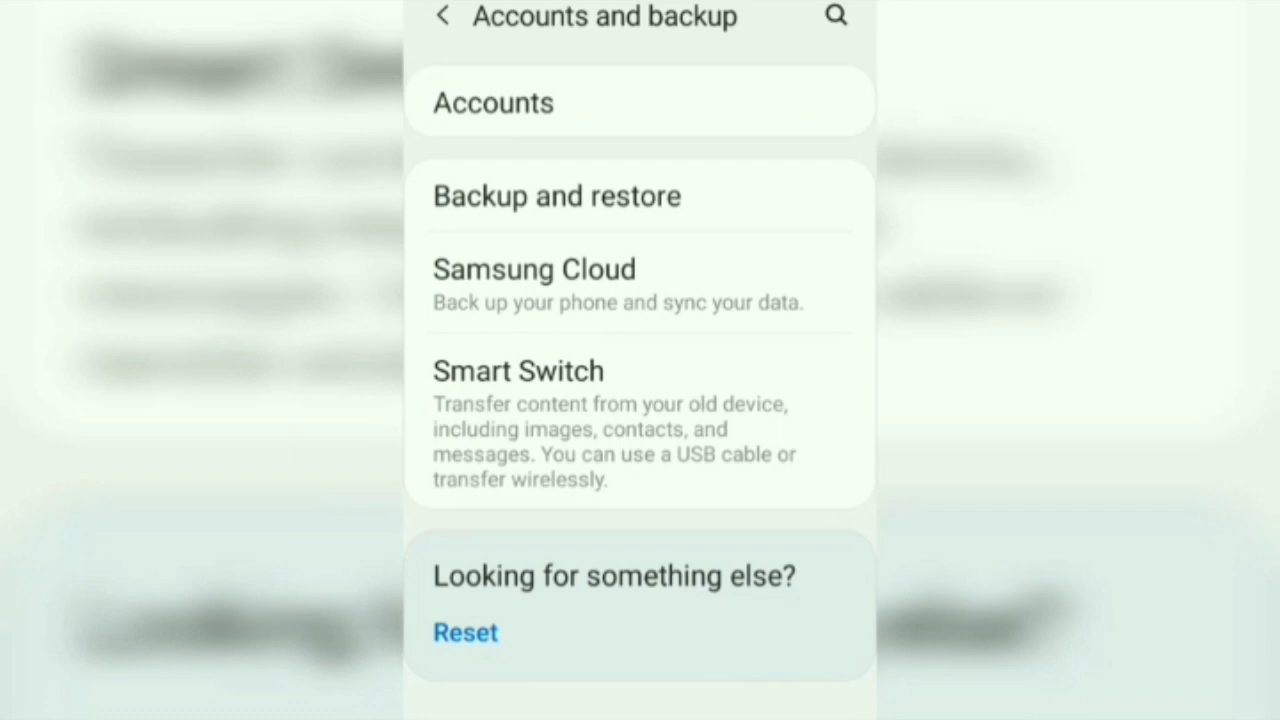 Accounts and backup
Accounts
Backup and restore
Samsung Cloud
Back up your phone and sync your data.
Smart Switch
Transfer content from your old device,
including images, contacts, and
messages. You can use a USB cable or
transfer wirelessly.
Looking for something else?
Reset